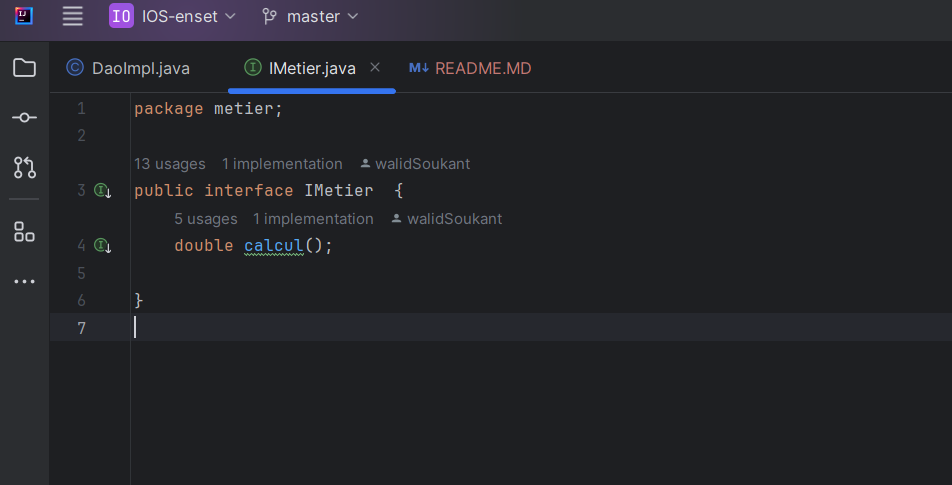 IJ IO IOS-enset master
DaoImpl.java IMetier.java M↓ README.MD
1 package metier;
2
13 usages 1 implementation walidSoukant
3 public interface IMetier {
5 usages 1 implementation walidSoukant
4 double calcul();
5
6 }
7